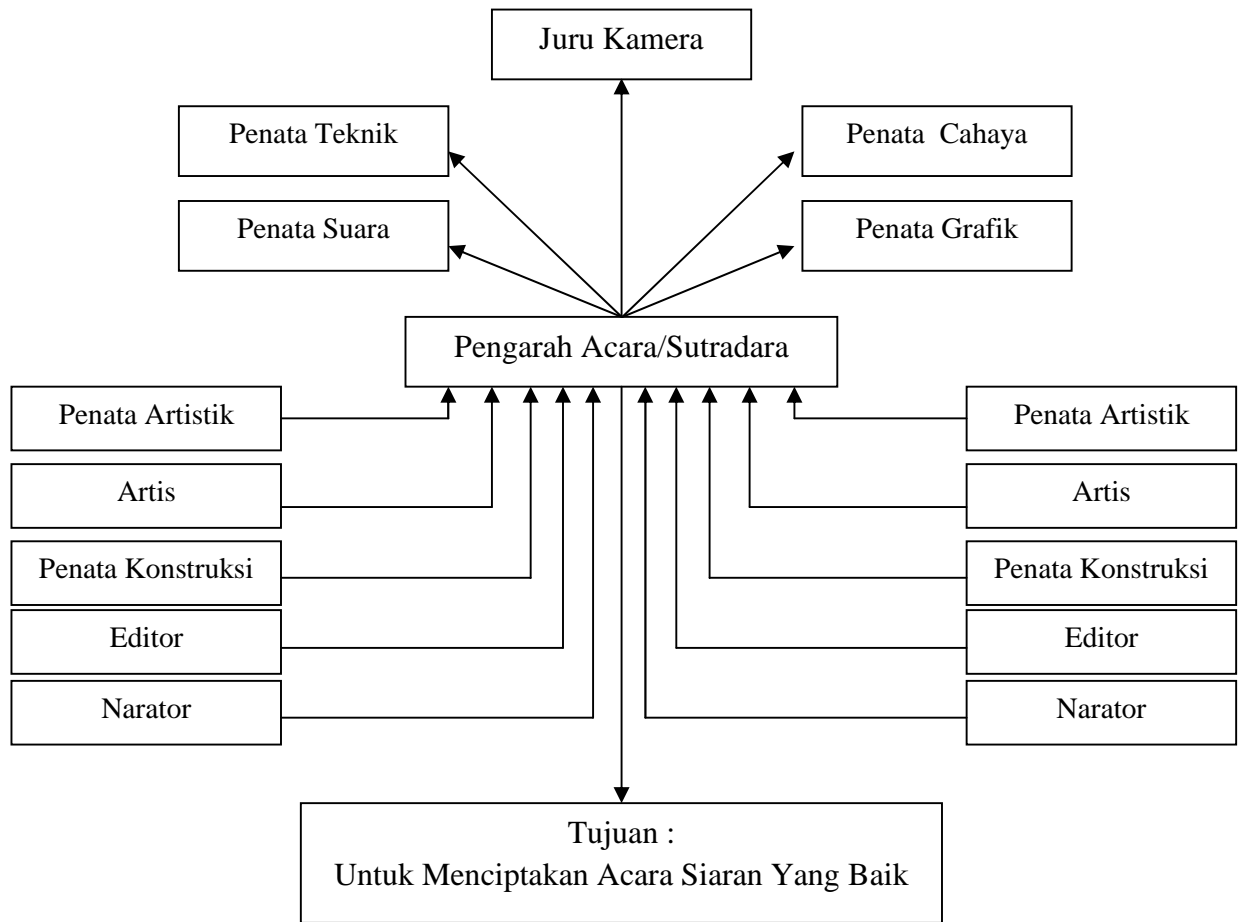 Juru Kamera
Penata Teknik
Penata Cahaya
Penata Suara
Penata Grafik
Pengarah Acara/Sutradara
Penata Artistik
Penata Artistik
Artis
Artis
Penata Konstruksi
Penata Konstruksi
Editor
Editor
Narator
Narator
Tujuan :
Untuk Menciptakan Acara Siaran Yang Baik